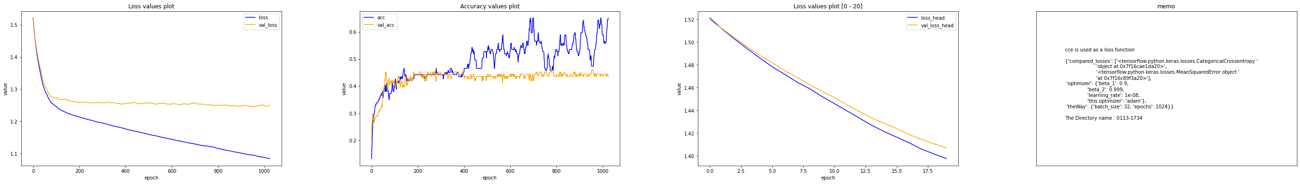 Loss values plot
loss
val_loss
value
1.5
1.4
1.3
1.2
1.1
0
200
400
600
800
1000
epoch
Accuracy values plot
acc
val_acc
value
0.6
0.5
0.4
0.3
0.2
0
200
400
600
800
1000
epoch
Loss values plot [0 - 20]
loss_head
val_loss_head
value
1.52
1.50
1.48
1.46
1.44
1.42
1.40
0.0
2.5
5.0
7.5
10.0
12.5
15.0
17.5
epoch
memo
cce is used as a loss function
{'compared_losses': ['<tensorflow.python.keras.losses.CategoricalCrossentropy '
'object at 0x7f16cae1da20>',
'<tensorflow.python.keras.losses.MeanSquaredError object '
'at 0x7f16c89f3a20>'],
'optimizer': {'beta_1': 0.9,
'beta_2': 0.999,
'learning_rate': 1e-08,
'this.optimizer': 'adam'},
'theWay': {'batch_size': 32, 'epochs': 1024}}
The Directory name : 0113-1734